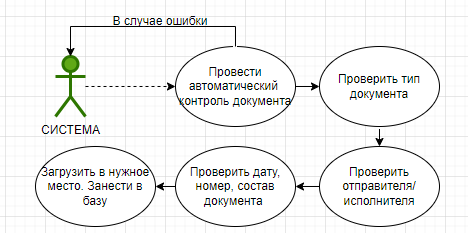 В случае ошибки
Провести
автоматический
контроль документа
Проверить тип
документа
СИСТЕМА
Загрузить в нужное
место. Занести в
базу
Проверить дату,
номер, состав
документа
Проверить
отправителя/
исполнителя